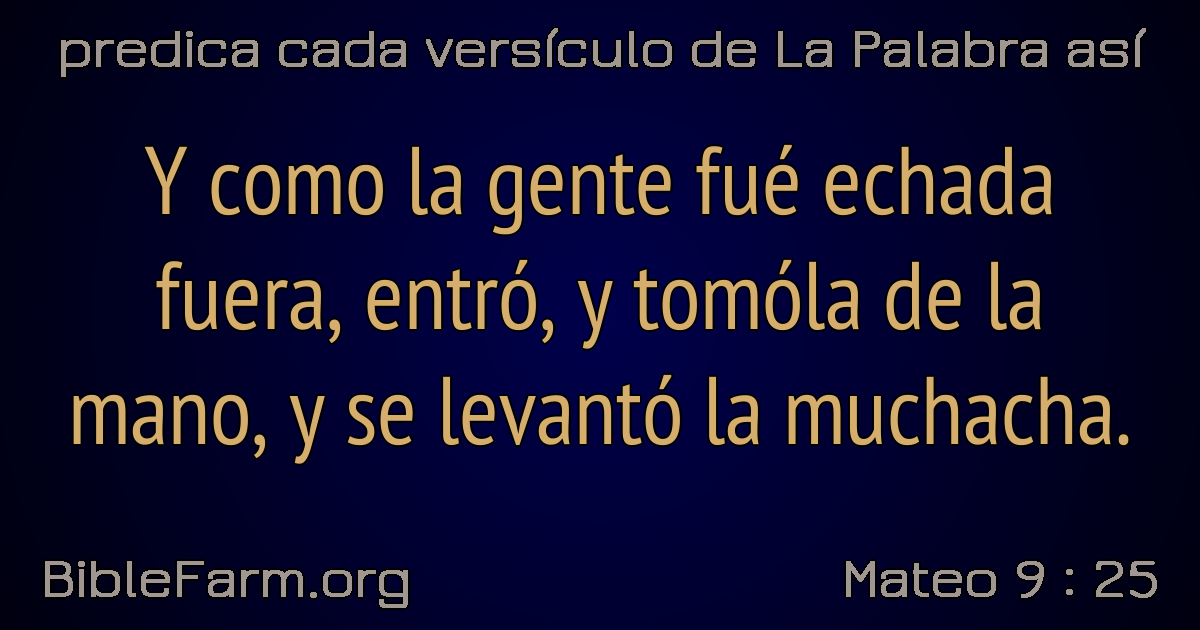 predica cada versículo de La Palabra así
Y como la gente fué echada
fuera, entró, y tomóla de la
mano, y se levantó la muchacha.
BibleFarm.org
Mateo 9 : 25